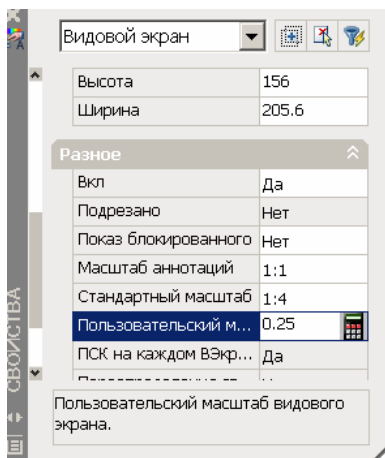 Видовой экран
Высота 156
Ширина 205.6
Разное
Вкл Да
Подрезано Нет
Показ блокированного Нет
Масштаб аннотаций 1:1
Стандартный масштаб 1:4
Пользовательский м... 0.25
ПСК на каждом ВЭкр... Да
СВОЙСТВА
Пользовательский масштаб видового
экрана.